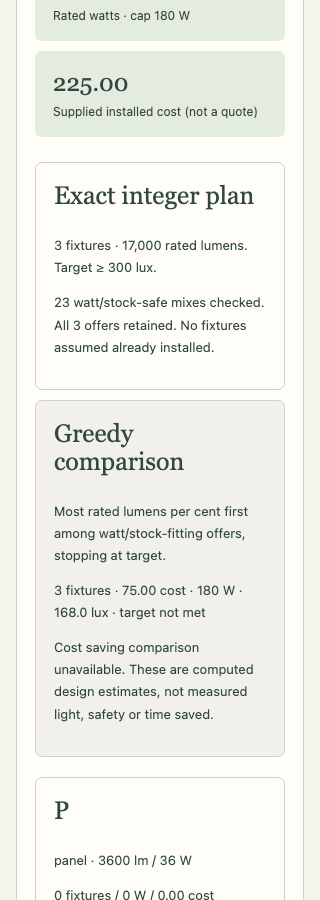 Rated watts · cap 180 W
225.00
Supplied installed cost (not a quote)
Exact integer plan
3 fixtures · 17,000 rated lumens.
Target ≥ 300 lux.
23 watt/stock-safe mixes checked.
All 3 offers retained. No fixtures
assumed already installed.
Greedy
comparison
Most rated lumens per cent first
among watt/stock-fitting offers,
stopping at target.
3 fixtures · 75.00 cost · 180 W ·
168.0 lux · target not met
Cost saving comparison
unavailable. These are computed
design estimates, not measured
light, safety or time saved.
P
panel · 3600 lm / 36 W
0 fixtures / 0 W / 0.00 cost